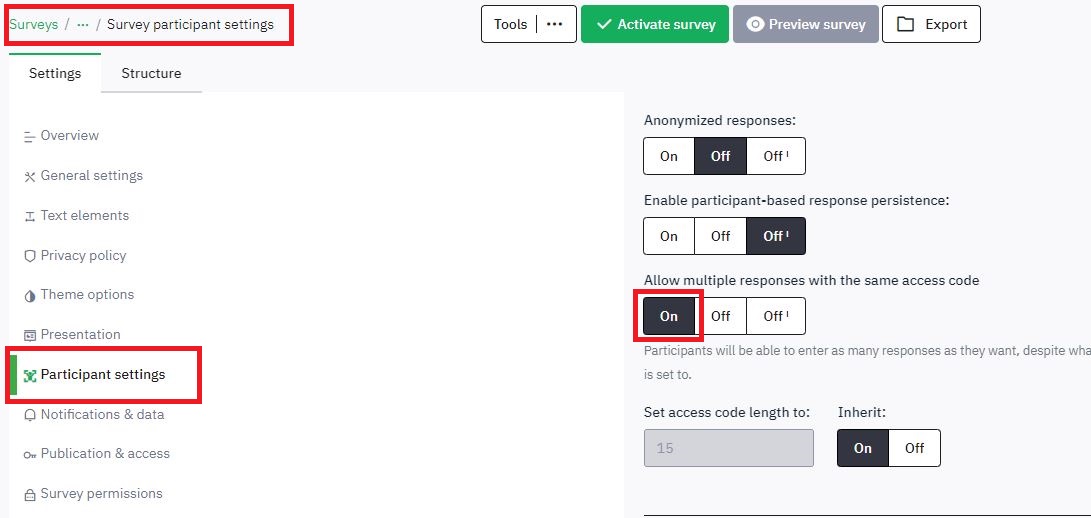 Surveys / ··· / Survey participant settings
Tools | ···
Activate survey
Preview survey
Export
Settings
Structure
Overview
General settings
Text elements
Privacy policy
Theme options
Presentation
Participant settings
Notifications & data
Publication & access
Survey permissions
Anonymized responses:
On Off Off ᴵ
Enable participant-based response persistence:
On Off Off ᴵ
Allow multiple responses with the same access code
On Off Off ᴵ
Participants will be able to enter as many responses as they want, despite wha
is set to.
Set access code length to: Inherit:
15 On Off